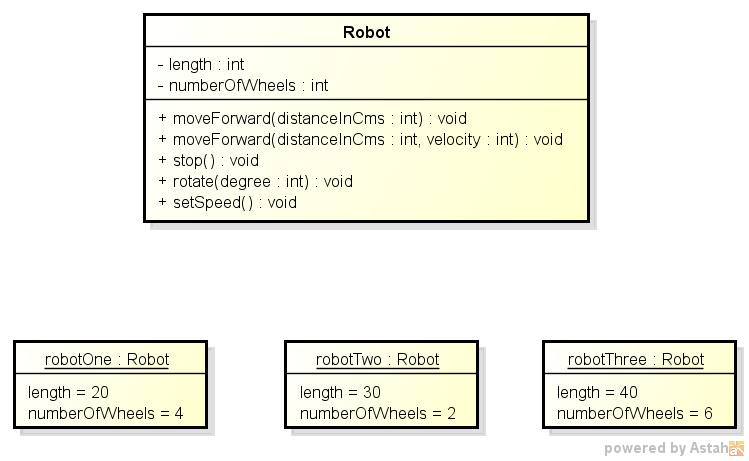 Robot
- length : int
- numberOfWheels : int
+ moveForward(distanceInCms : int) : void
+ moveForward(distanceInCms : int, velocity : int) : void
+ stop() : void
+ rotate(degree : int) : void
+ setSpeed() : void
robotOne : Robot
length = 20
numberOfWheels = 4
robotTwo : Robot
length = 30
numberOfWheels = 2
robotThree : Robot
length = 40
numberOfWheels = 6
powered by Astah